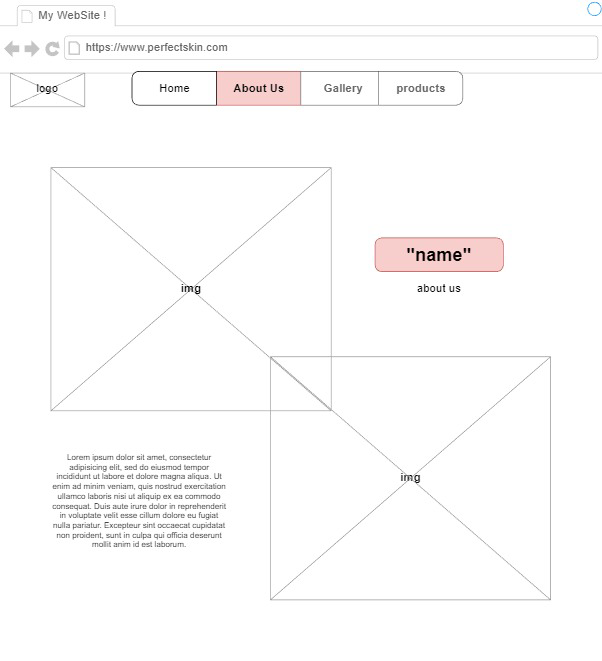 My WebSite !
https://www.perfectskin.com
logo
Home
About Us
Gallery
products
img
"name"
about us
img
Lorem ipsum dolor sit amet, consectetur
adipisicing elit, sed do eiusmod tempor
incididunt ut labore et dolore magna aliqua. Ut
enim ad minim veniam, quis nostrud exercitation
ullamco laboris nisi ut aliquip ex ea commodo
consequat. Duis aute irure dolor in reprehenderit
in voluptate velit esse cillum dolore eu fugiat
nulla pariatur. Excepteur sint occaecat cupidatat
non proident, sunt in culpa qui officia deserunt
mollit anim id est laborum.